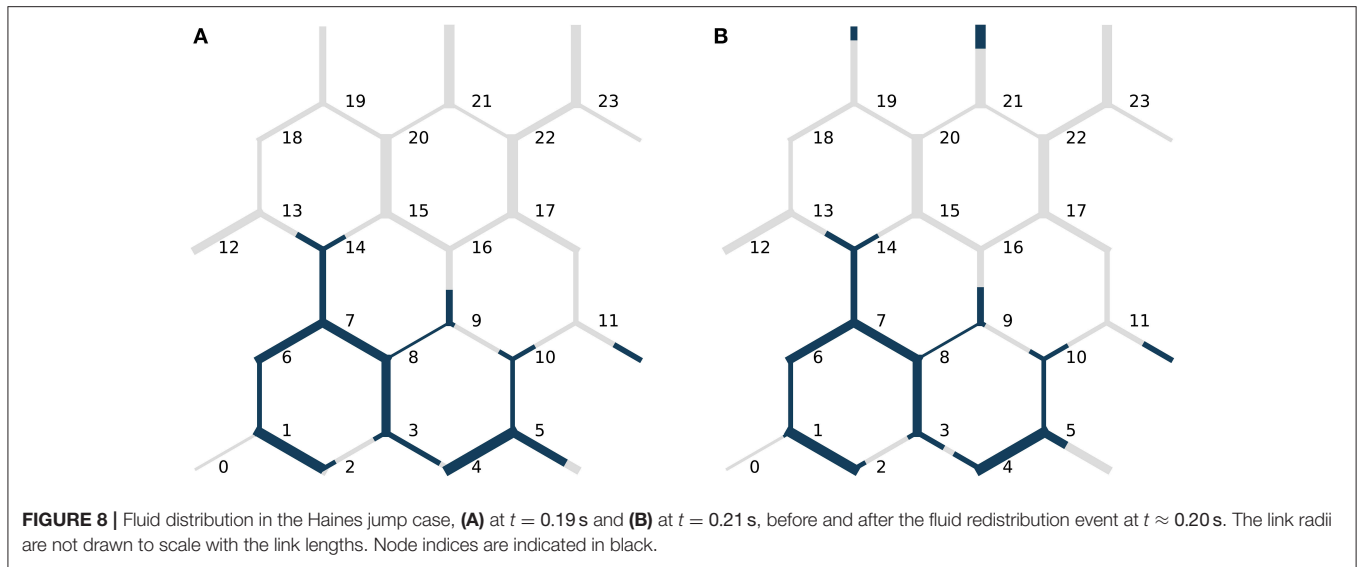 A B
19 21 23 19 21 23
18 20 22 18 20 22
13 15 17 13 15 17
12 14 16 12 14 16
7 9 11 7 9 11
6 8 10 6 8 10
1 3 5 1 3 5
0 2 4 0 2 4
FIGURE 8 | Fluid distribution in the Haines jump case, (A) at t = 0.19 s and (B) at t = 0.21 s, before and after the fluid redistribution event at t ≈ 0.20 s. The link radii
are not drawn to scale with the link lengths. Node indices are indicated in black.